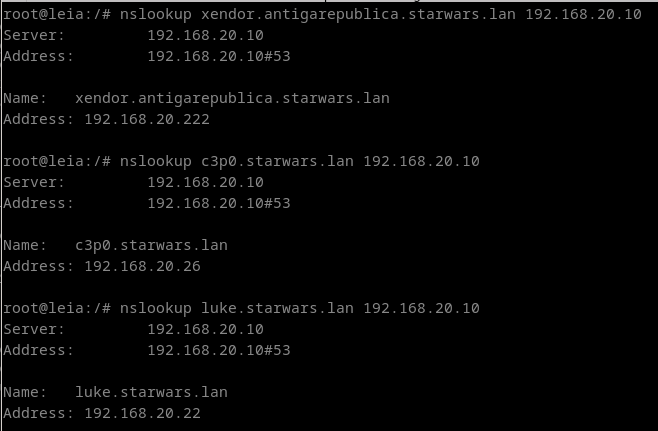 root@leia:/# nslookup xendor.antigarepublica.starwars.lan 192.168.20.10
Server:         192.168.20.10
Address:        192.168.20.10#53

Name:   xendor.antigarepublica.starwars.lan
Address: 192.168.20.222

root@leia:/# nslookup c3p0.starwars.lan 192.168.20.10
Server:         192.168.20.10
Address:        192.168.20.10#53

Name:   c3p0.starwars.lan
Address: 192.168.20.26

root@leia:/# nslookup luke.starwars.lan 192.168.20.10
Server:         192.168.20.10
Address:        192.168.20.10#53

Name:   luke.starwars.lan
Address: 192.168.20.22